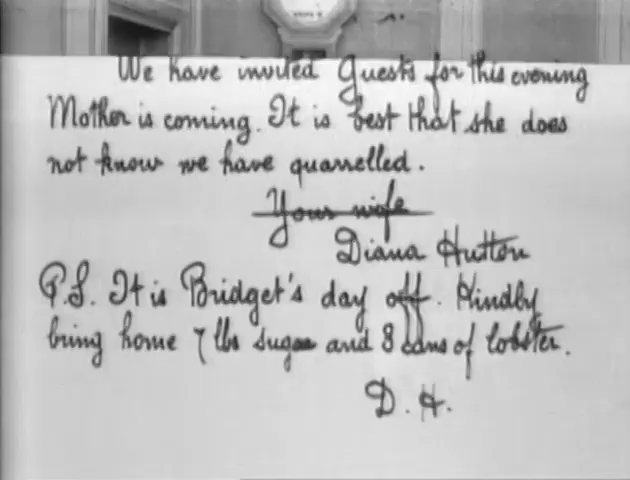 We have invited Guests for this evening
Mother is coming. It is best that she does
not know we have quarrelled.
Your wife
Diana Hutton
P.S. It is Bridget's day off. Kindly
bring home 7 lbs sugar and 3 cans of lobster.
D. H.